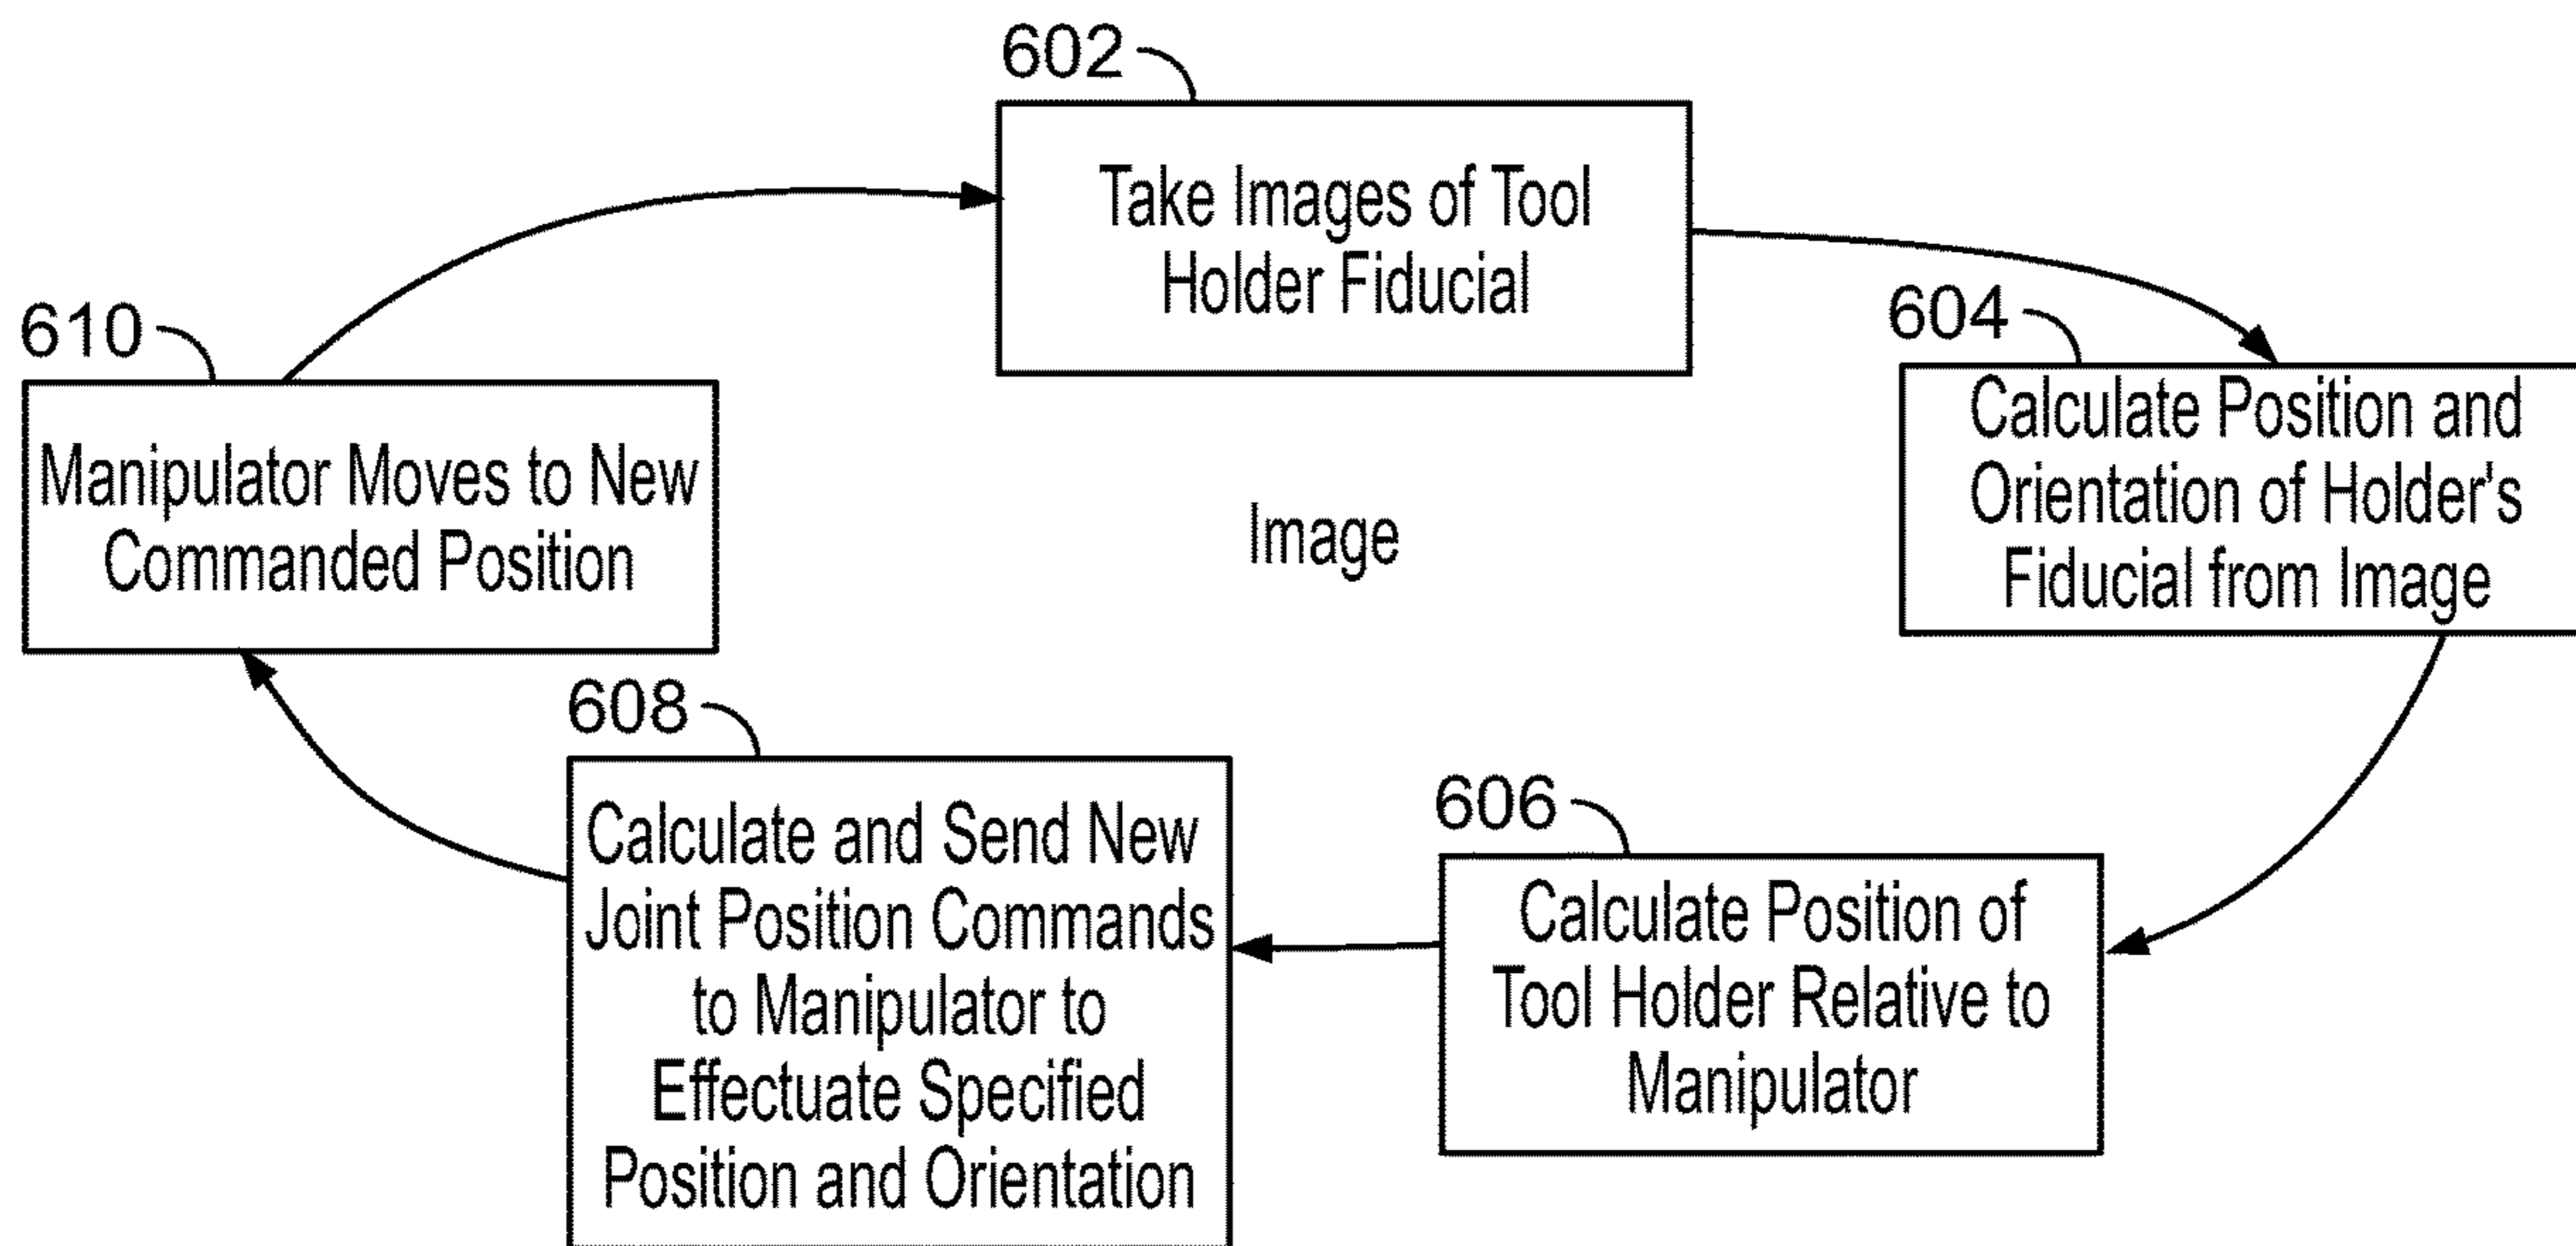 602
Take Images of Tool
Holder Fiducial
604
Calculate Position and
Orientation of Holder's
Fiducial from Image
606
Calculate Position of
Tool Holder Relative to
Manipulator
608
Calculate and Send New
Joint Position Commands
to Manipulator to
Effectuate Specified
Position and Orientation
610
Manipulator Moves to New
Commanded Position
Image